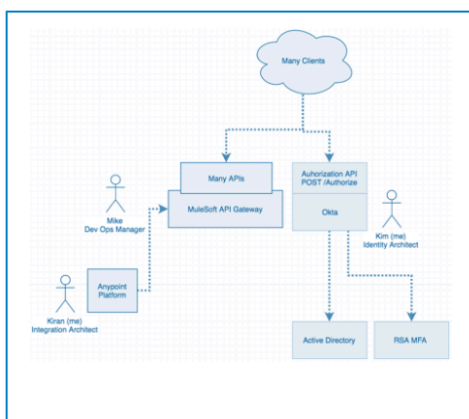 Many Clients
Many APIs
MuleSoft API Gateway
Auhorization API
POST /Authorize
Okta
Mike
Dev Ops Manager
Kim (me)
Identity Architect
Anypoint
Platform
Kiran (me)
Integration Architect
Active Directory
RSA MFA